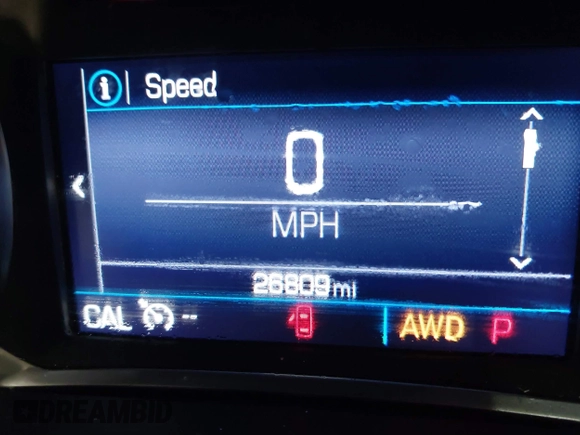 Speed
0
MPH
26809 mi
CAL --
AWD P
DREAMBID